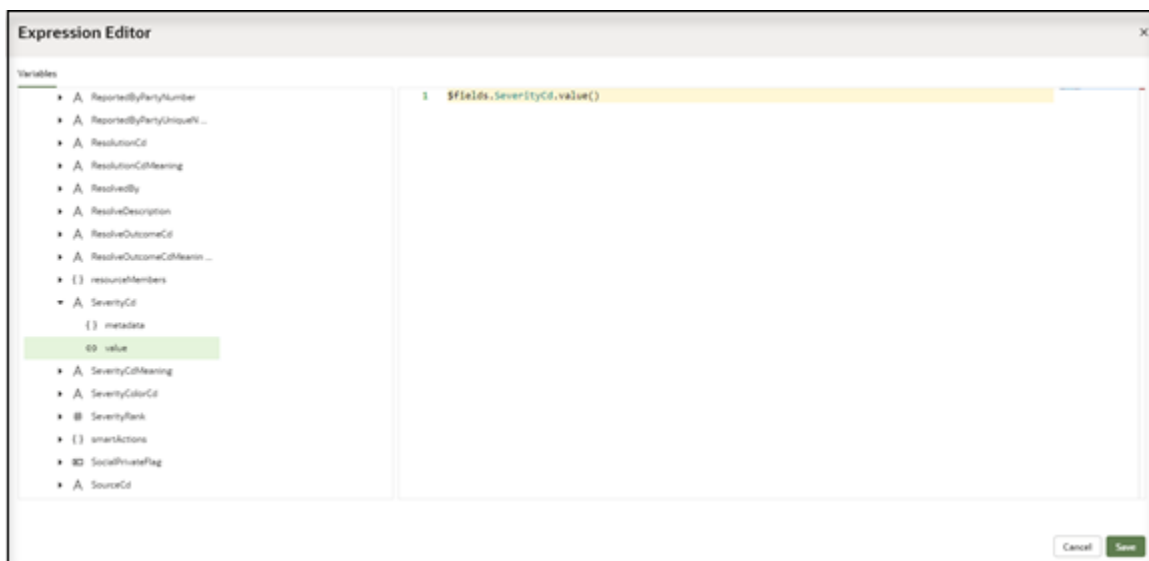 Expression Editor
×
Variables
ReportedByPartyNumber
1 $fields.SeverityCd.value()
ReportedByPartyUniqueN ...
ResolutionCd
ResolutionCdMeaning
ResolvedBy
ResolveDescription
ResolveOutcomeCd
ResolveOutcomeCdMeanin ...
{} resourceMembers
SeverityCd
{} metadata
value
SeverityCdMeaning
SeverityColorCd
# SeverityRank
{} smartActions
SocialPrivateFlag
SourceCd
Cancel Save